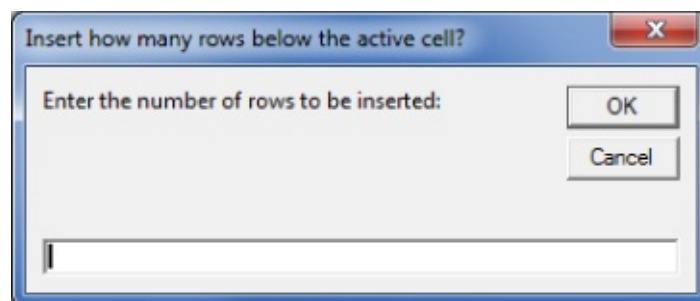 Insert how many rows below the active cell?
Enter the number of rows to be inserted:
OK
Cancel